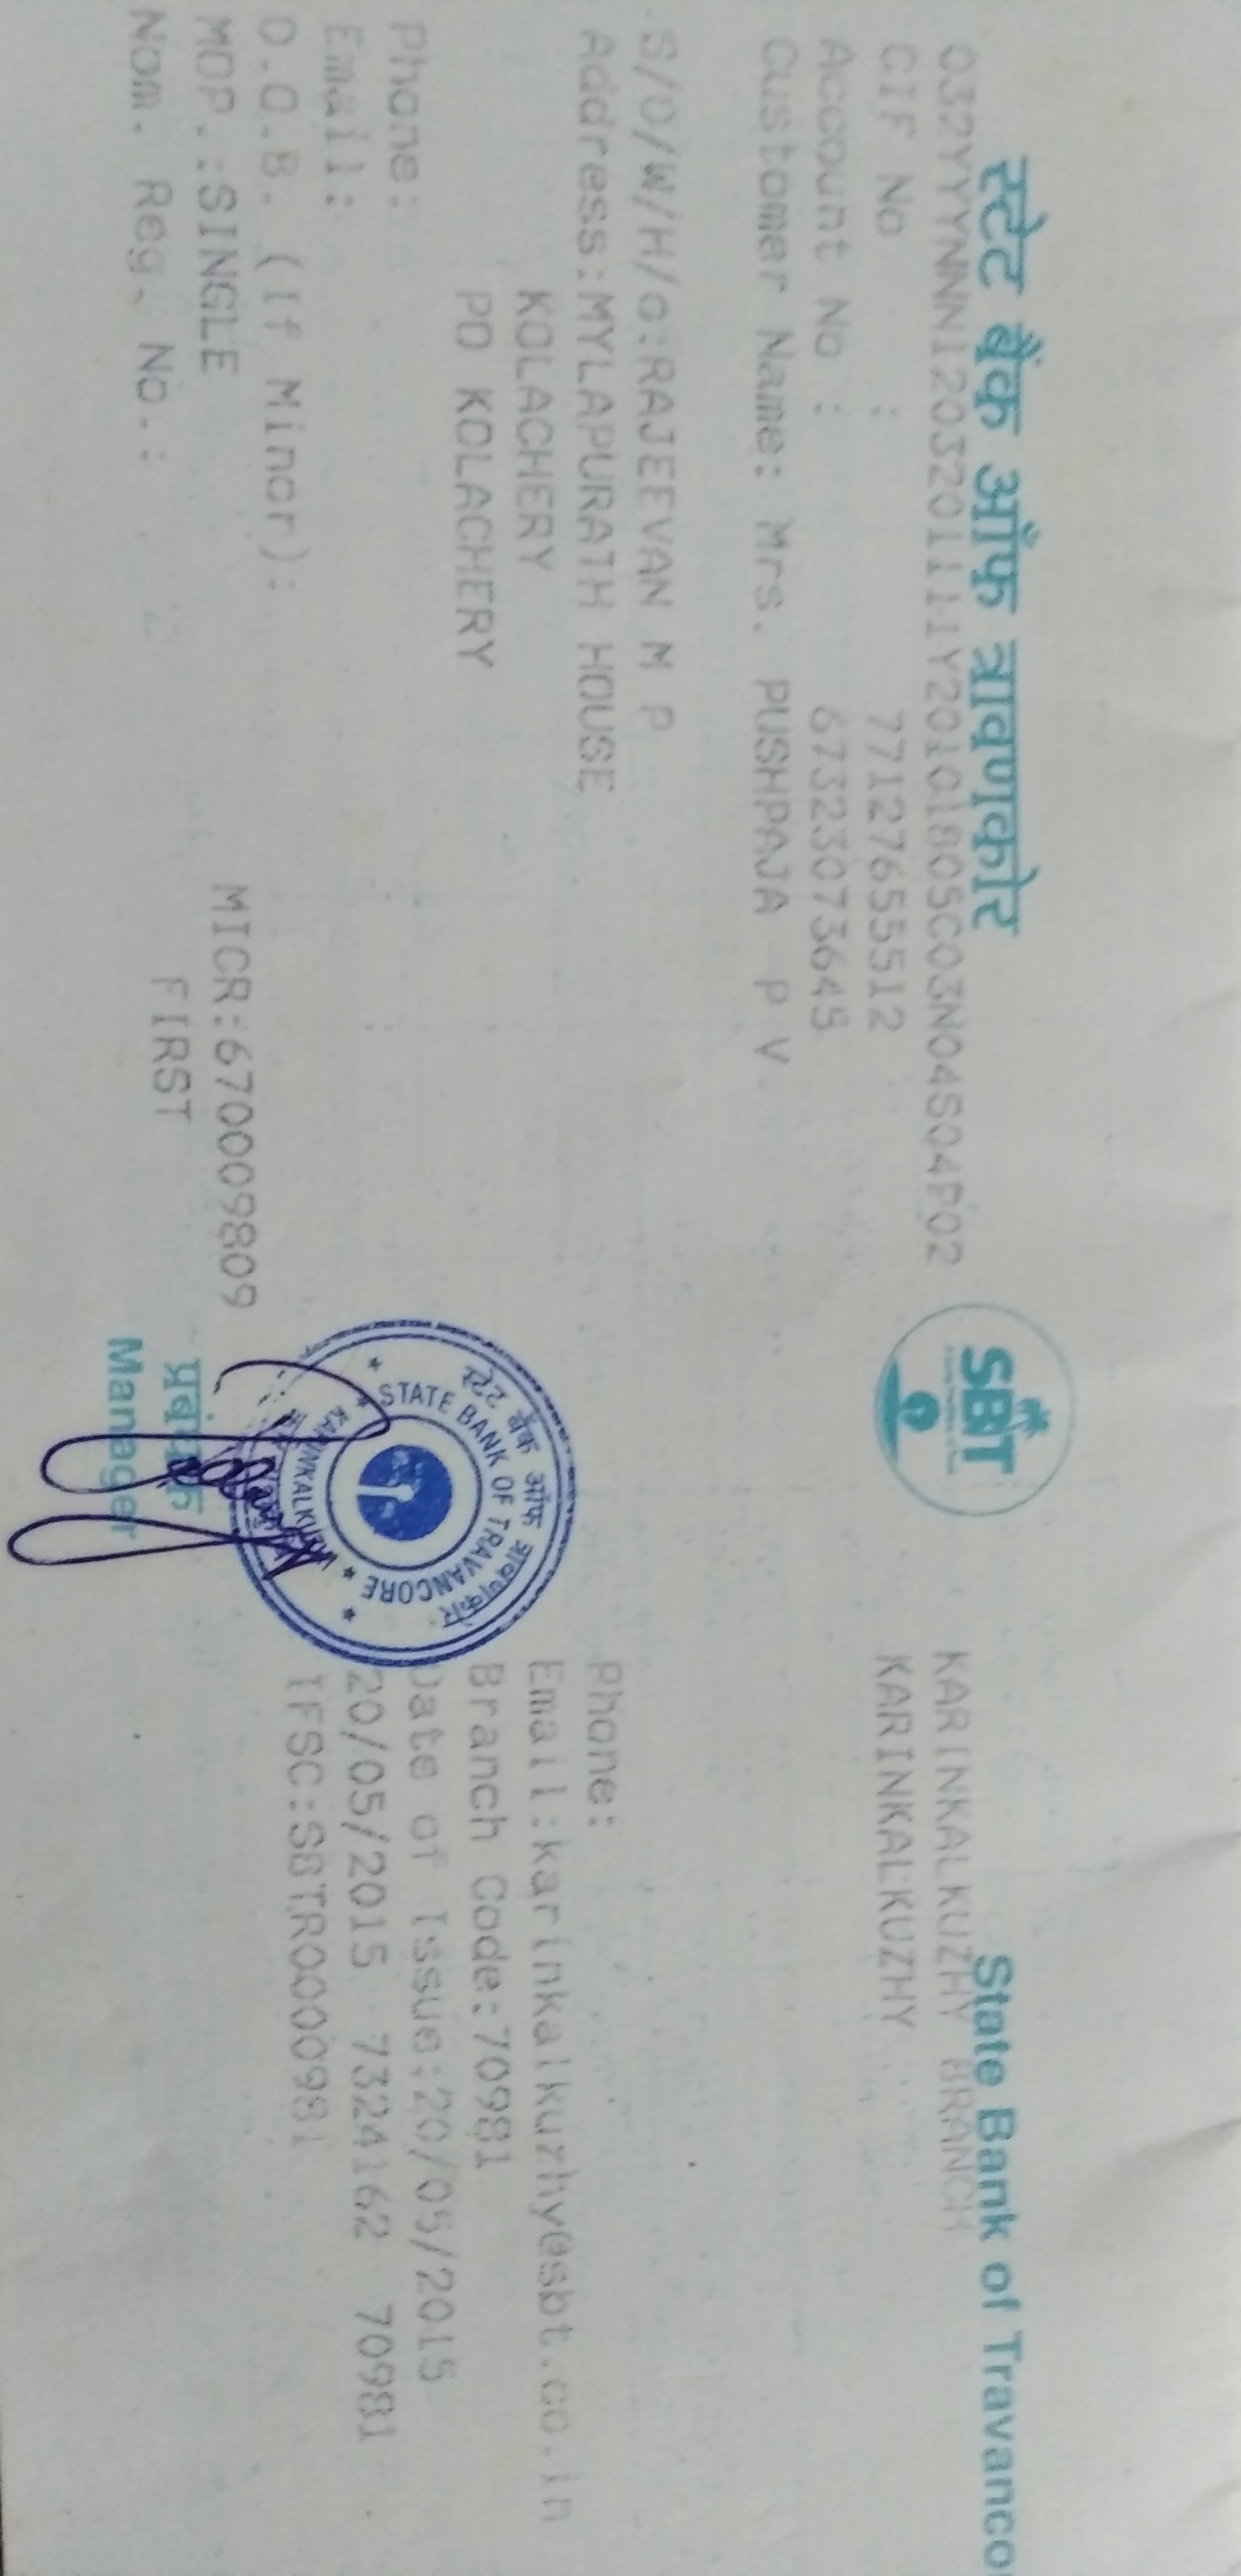 स्टेट बैंक ऑफ त्रावणकोर SBT State Bank of Travanco
032YYYNNN1203201111Y20101805C03N04S04P02 KARINKALKUZHY BRANCH
CIF No : 77127655512 KARINKALKUZHY
Account No : 67323073645
Customer Name: Mrs. PUSHPAJA P V
S/D/W/H/o:RAJEEVAN M P
Address:MYLAPURATH HOUSE Phone:
KOLACHERY Email:karinkalkuzhy@sbt.co.in
PO KOLACHERY Branch Code:70981
Phone: Date of Issue:20/05/2015
Email: 20/05/2015 7324162 70981
D.O.B. (If Minor): IFSC:SBTR0000981
MOP.:SINGLE MICR:670009809
Nom. Reg. No.: FIRST
स्टेट बैंक ऑफ त्रावणकोर
STATE BANK OF TRAVANCORE
KARINKALKUZHY
प्रबंधक
Manager